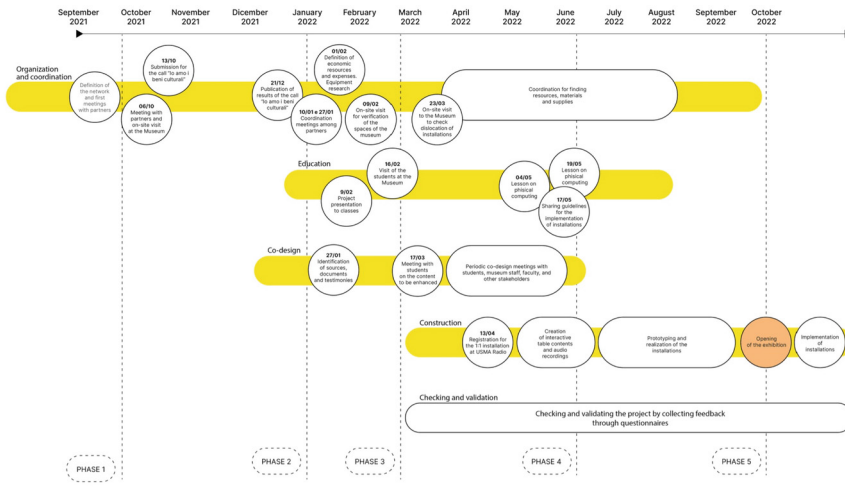 September
2021
October
2021
November
2021
Dicember
2021
January
2022
February
2022
March
2022
April
2022
May
2022
June
2022
July
2022
August
2022
September
2022
October
2022
Organization
and coordination
Definition of
the network
and first
meetings
with partners
06/10
Meeting with
partners and
on-site visit
at the Museum
13/10
Submission for
the call "Io amo i
beni culturali"
21/12
Publication of
results of the call
"Io amo i beni
culturali"
10/01 e 27/01
Coordination
meetings among
partners
01/02
Definition of
economic
resources
and expenses.
Equipment
research
09/02
On-site visit
for verification
of the
spaces of the
museum
23/03
On-site visit
to the Museum
to check
dislocation of
installations
Coordination for finding
resources, materials
and supplies
Education
9/02
Project
presentation
to classes
16/02
Visit of the
students at the
Museum
04/05
Lesson on
phisical
computing
19/05
Lesson on
phisical
computing
17/05
Sharing guidelines
for the
implementation
of installations
Co-design
27/01
Identification
of sources,
documents
and testimonies
17/03
Meeting with
students
on the content
to be enhanced
Periodic co-design meetings with
students, museum staff, faculty, and
other stakeholders
Construction
13/04
Registration for
the 1:1 installation
at USMA Radio
Creation
of interactive
table contents
and audio
recordings
Prototyping and
realization of the
installations
Opening
of the exhibition
Implementation
of
installations
Checking and validation
Checking and validating the project by collecting feedback
through questionnaires
PHASE 1
PHASE 2
PHASE 3
PHASE 4
PHASE 5